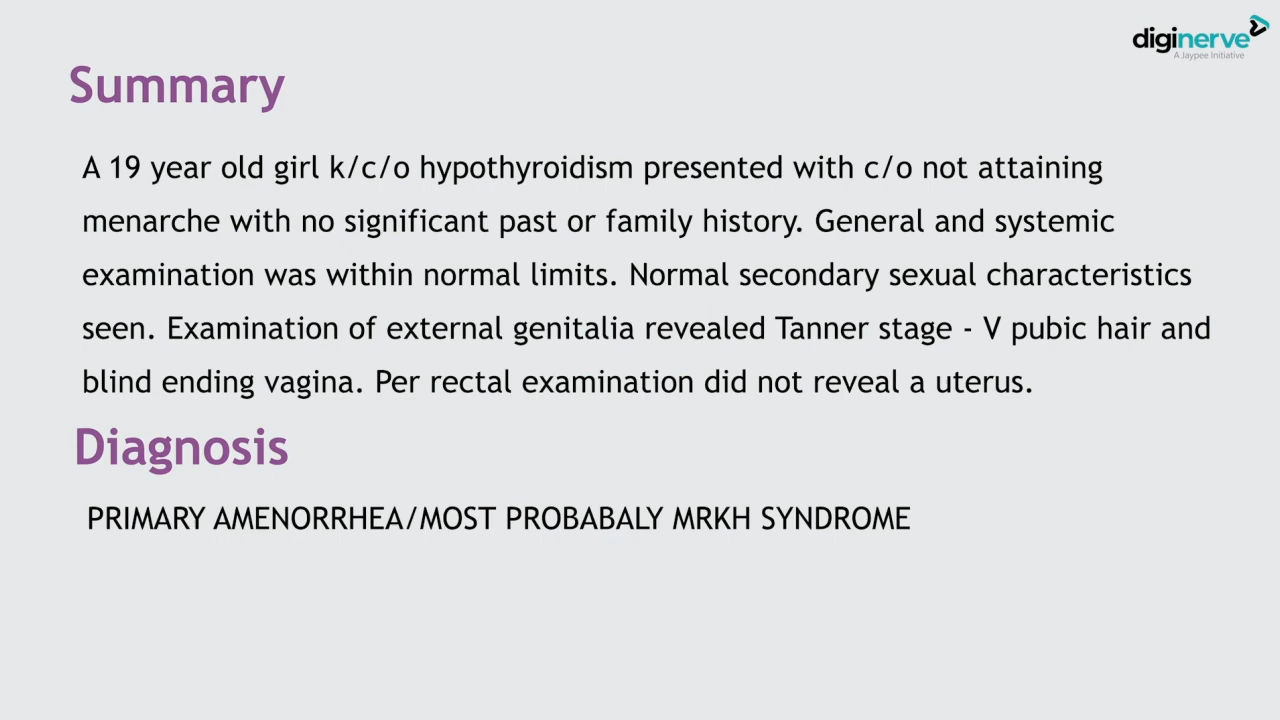 diginerve
A Jaypee Initiative
Summary
A 19 year old girl k/c/o hypothyroidism presented with c/o not attaining
menarche with no significant past or family history. General and systemic
examination was within normal limits. Normal secondary sexual characteristics
seen. Examination of external genitalia revealed Tanner stage - V pubic hair and
blind ending vagina. Per rectal examination did not reveal a uterus.
Diagnosis
PRIMARY AMENORRHEA/MOST PROBABALY MRKH SYNDROME